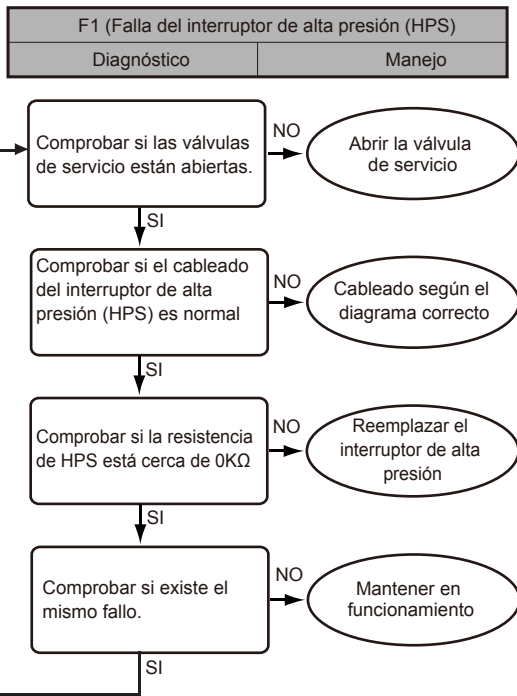 F1 (Falla del interruptor de alta presión (HPS)
Diagnóstico
Manejo
Comprobar si las válvulas
de servicio están abiertas.
NO
Abrir la válvula
de servicio
SI
Comprobar si el cableado
del interruptor de alta
presión (HPS) es normal
NO
Cableado según el
diagrama correcto
SI
Comprobar si la resistencia
de HPS está cerca de 0KΩ
NO
Reemplazar el
interruptor de alta
presión
SI
Comprobar si existe el
mismo fallo.
NO
Mantener en
funcionamiento
SI